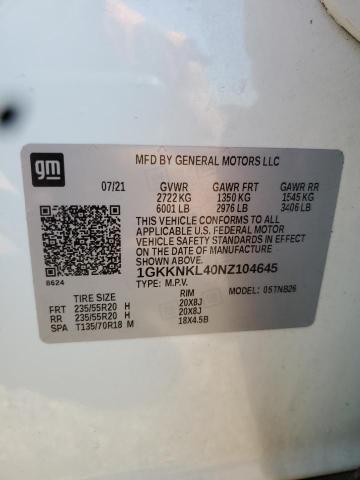 gm
MFD BY GENERAL MOTORS LLC
07/21 GVWR GAWR FRT GAWR RR
2722 KG 1350 KG 1545 KG
6001 LB 2976 LB 3406 LB
THIS VEHICLE CONFORMS TO ALL
APPLICABLE U.S. FEDERAL MOTOR
VEHICLE SAFETY STANDARDS IN
EFFECT ON THE DATE OF MANUFACTURE
SHOWN ABOVE.
1GKKNKL40NZ104645
8624 TYPE: M.P.V. MODEL: 05TNB26
TIRE SIZE RIM
FRT 235/55R20 H 20X8J
RR 235/55R20 H 20X8J
SPA T135/70R18 M 18X4.5B